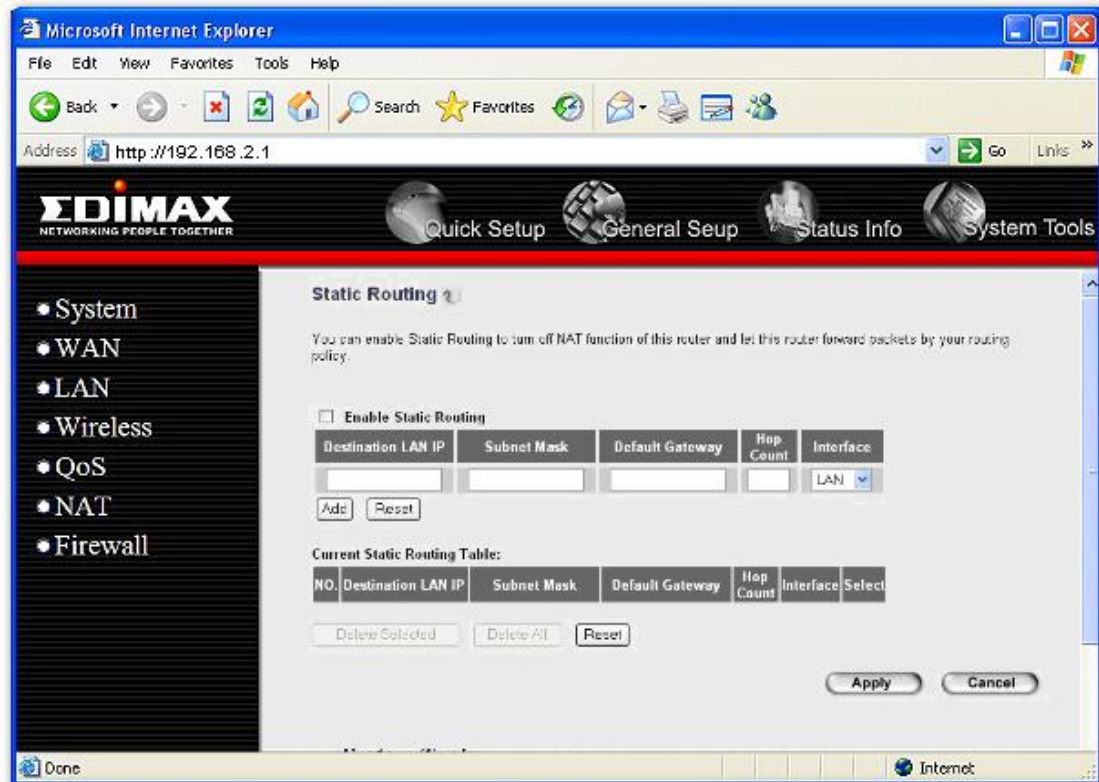 Microsoft Internet Explorer
File Edit View Favorites Tools Help
Back Search Favorites
Address http://192.168.2.1 Go Links
EDIMAX
NETWORKING PEOPLE TOGETHER
Quick Setup General Seup Status Info System Tools
System
WAN
LAN
Wireless
QoS
NAT
Firewall
Static Routing
You can enable Static Routing to turn off NAT function of this router and let this router forward packets by your routing
policy.
Enable Static Routing
Destination LAN IP Subnet Mask Default Gateway Hop Count Interface
LAN
Add Reset
Current Static Routing Table:
NO. Destination LAN IP Subnet Mask Default Gateway Hop Count Interface Select
Delete Selected Delete All Reset
Apply Cancel
Done Internet